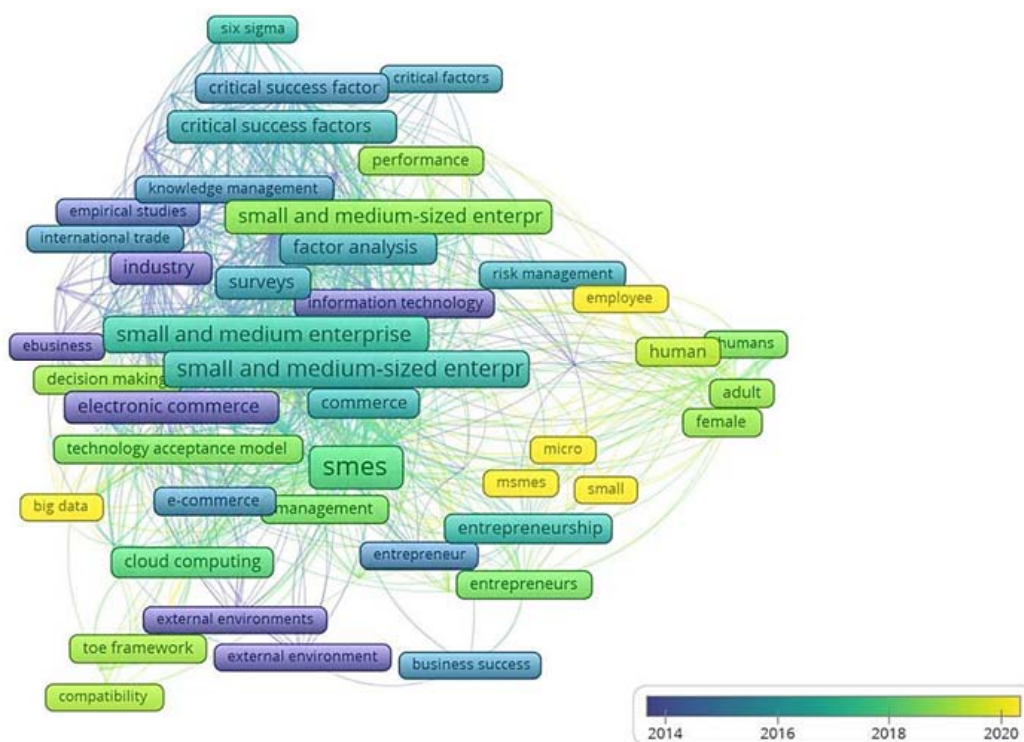 six sigma
critical success factor
critical factors
critical success factors
performance
knowledge management
empirical studies
small and medium-sized enterpr
international trade
factor analysis
industry
surveys
risk management
information technology
employee
small and medium enterprise
ebusiness
humans
human
small and medium-sized enterpr
decision making
adult
electronic commerce
commerce
female
technology acceptance model
micro
smes
msmes
small
big data
e-commerce
management
entrepreneurship
entrepreneur
cloud computing
entrepreneurs
external environments
toe framework
external environment
business success
compatibility
2014 2016 2018 2020